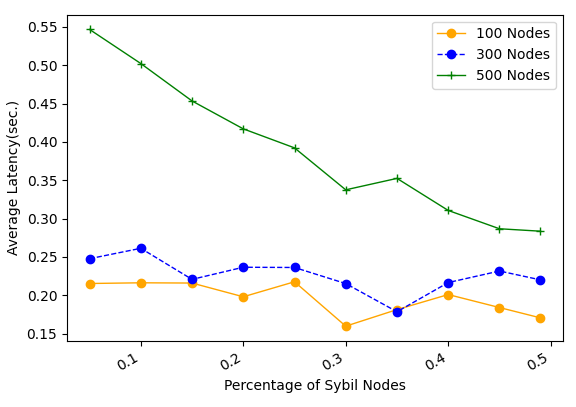 100 Nodes
300 Nodes
500 Nodes
Average Latency(sec.)
0.55
0.50
0.45
0.40
0.35
0.30
0.25
0.20
0.15
0.1
0.2
0.3
0.4
0.5
Percentage of Sybil Nodes